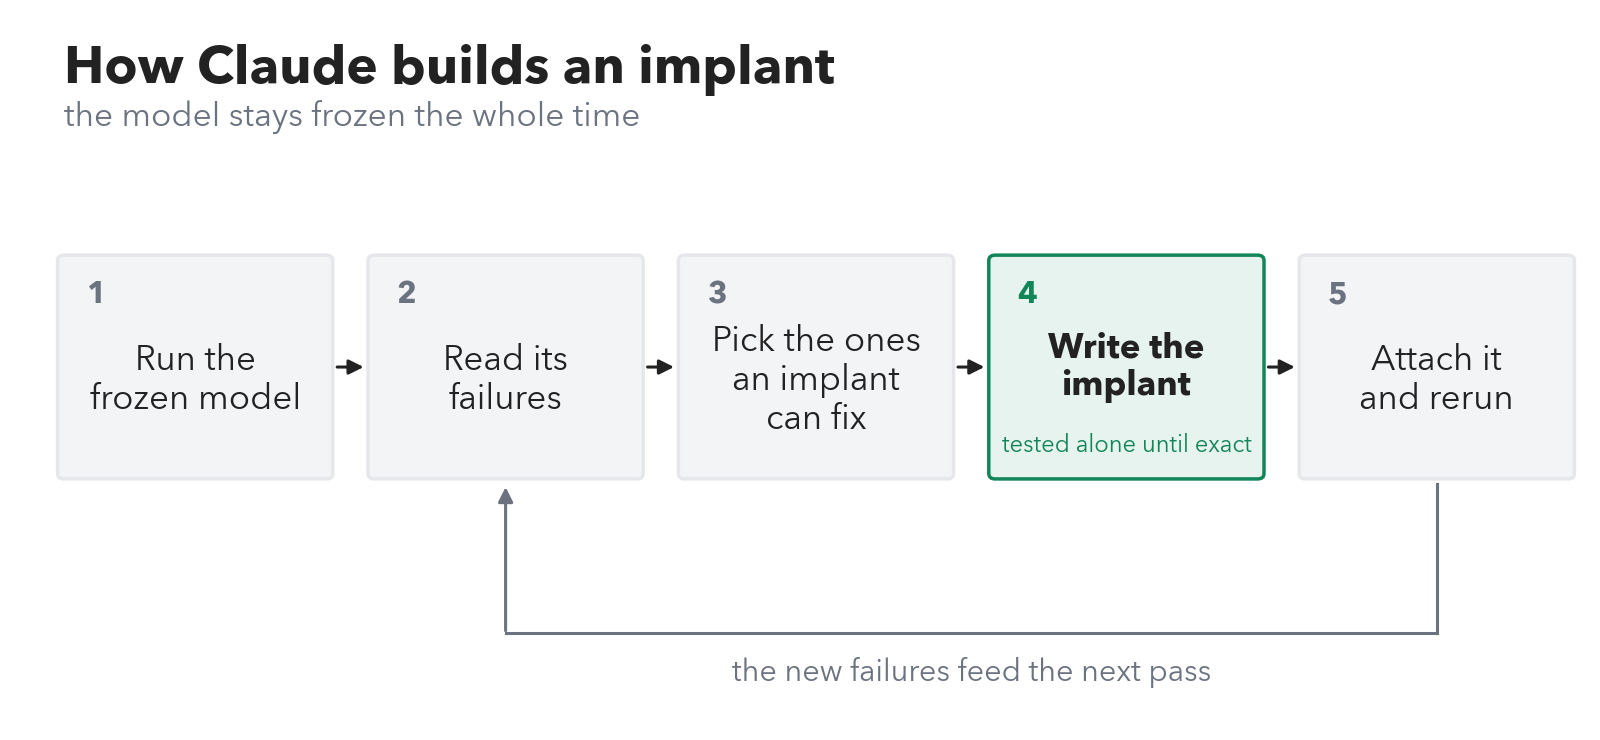 How Claude builds an implant
the model stays frozen the whole time
1
Run the
frozen model
2
Read its
failures
3
Pick the ones
an implant
can fix
4
Write the
implant
tested alone until exact
5
Attach it
and rerun
the new failures feed the next pass